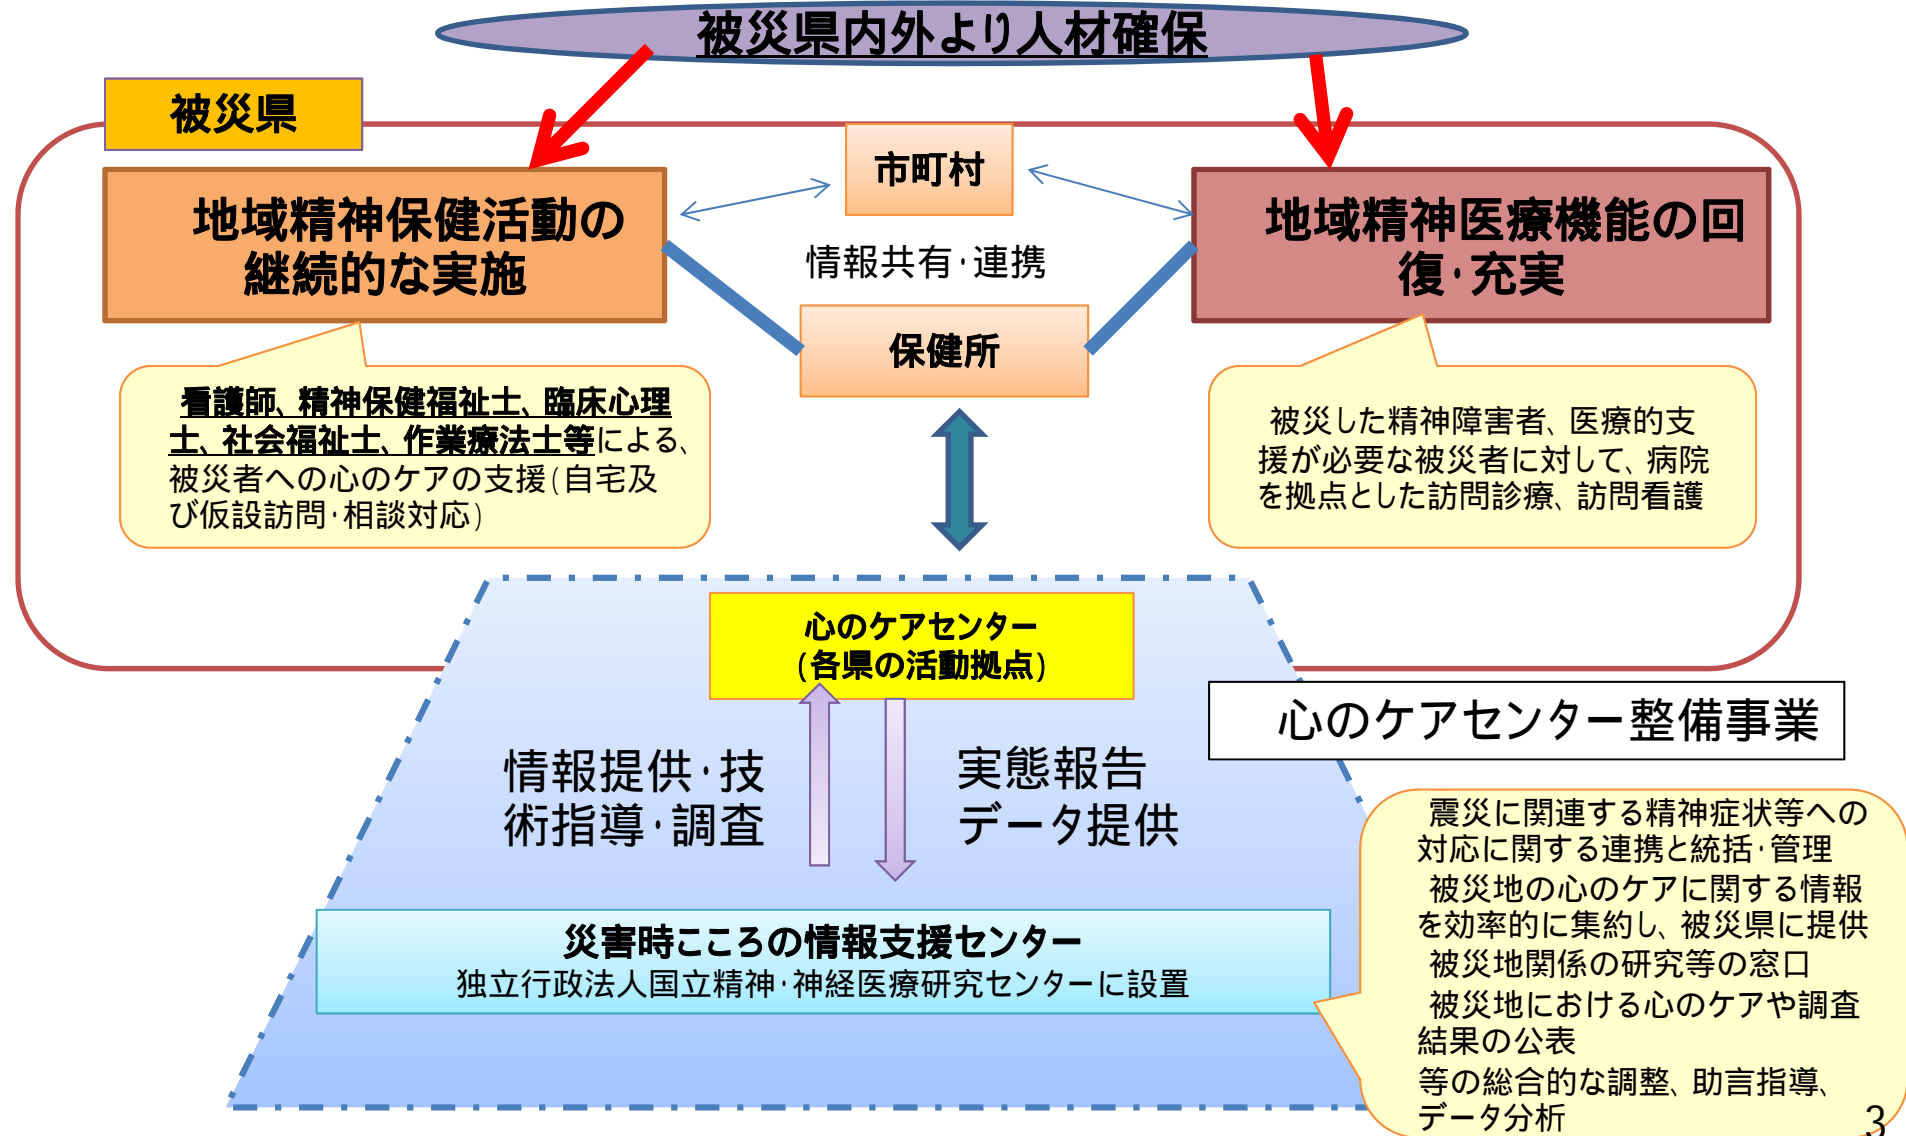 被災県内外より人材確保
被災県
市町村
地域精神保健活動の
継続的な実施
地域精神医療機能の回
復・充実
情報共有・連携
保健所
看護師、精神保健福祉士、臨床心理
士、社会福祉士、作業療法士等による、
被災者への心のケアの支援(自宅及
び仮設訪問・相談対応)
被災した精神障害者、医療的支
援が必要な被災者に対して、病院
を拠点とした訪問診療、訪問看護
心のケアセンター
(各県の活動拠点)
心のケアセンター整備事業
情報提供・技
術指導・調査
実態報告
データ提供
災害時こころの情報支援センター
独立行政法人国立精神・神経医療研究センターに設置
震災に関連する精神症状等への
対応に関する連携と統括・管理
被災地の心のケアに関する情報
を効率的に集約し、被災県に提供
被災地関係の研究等の窓口
被災地における心のケアや調査
結果の公表
等の総合的な調整、助言指導、
データ分析
3